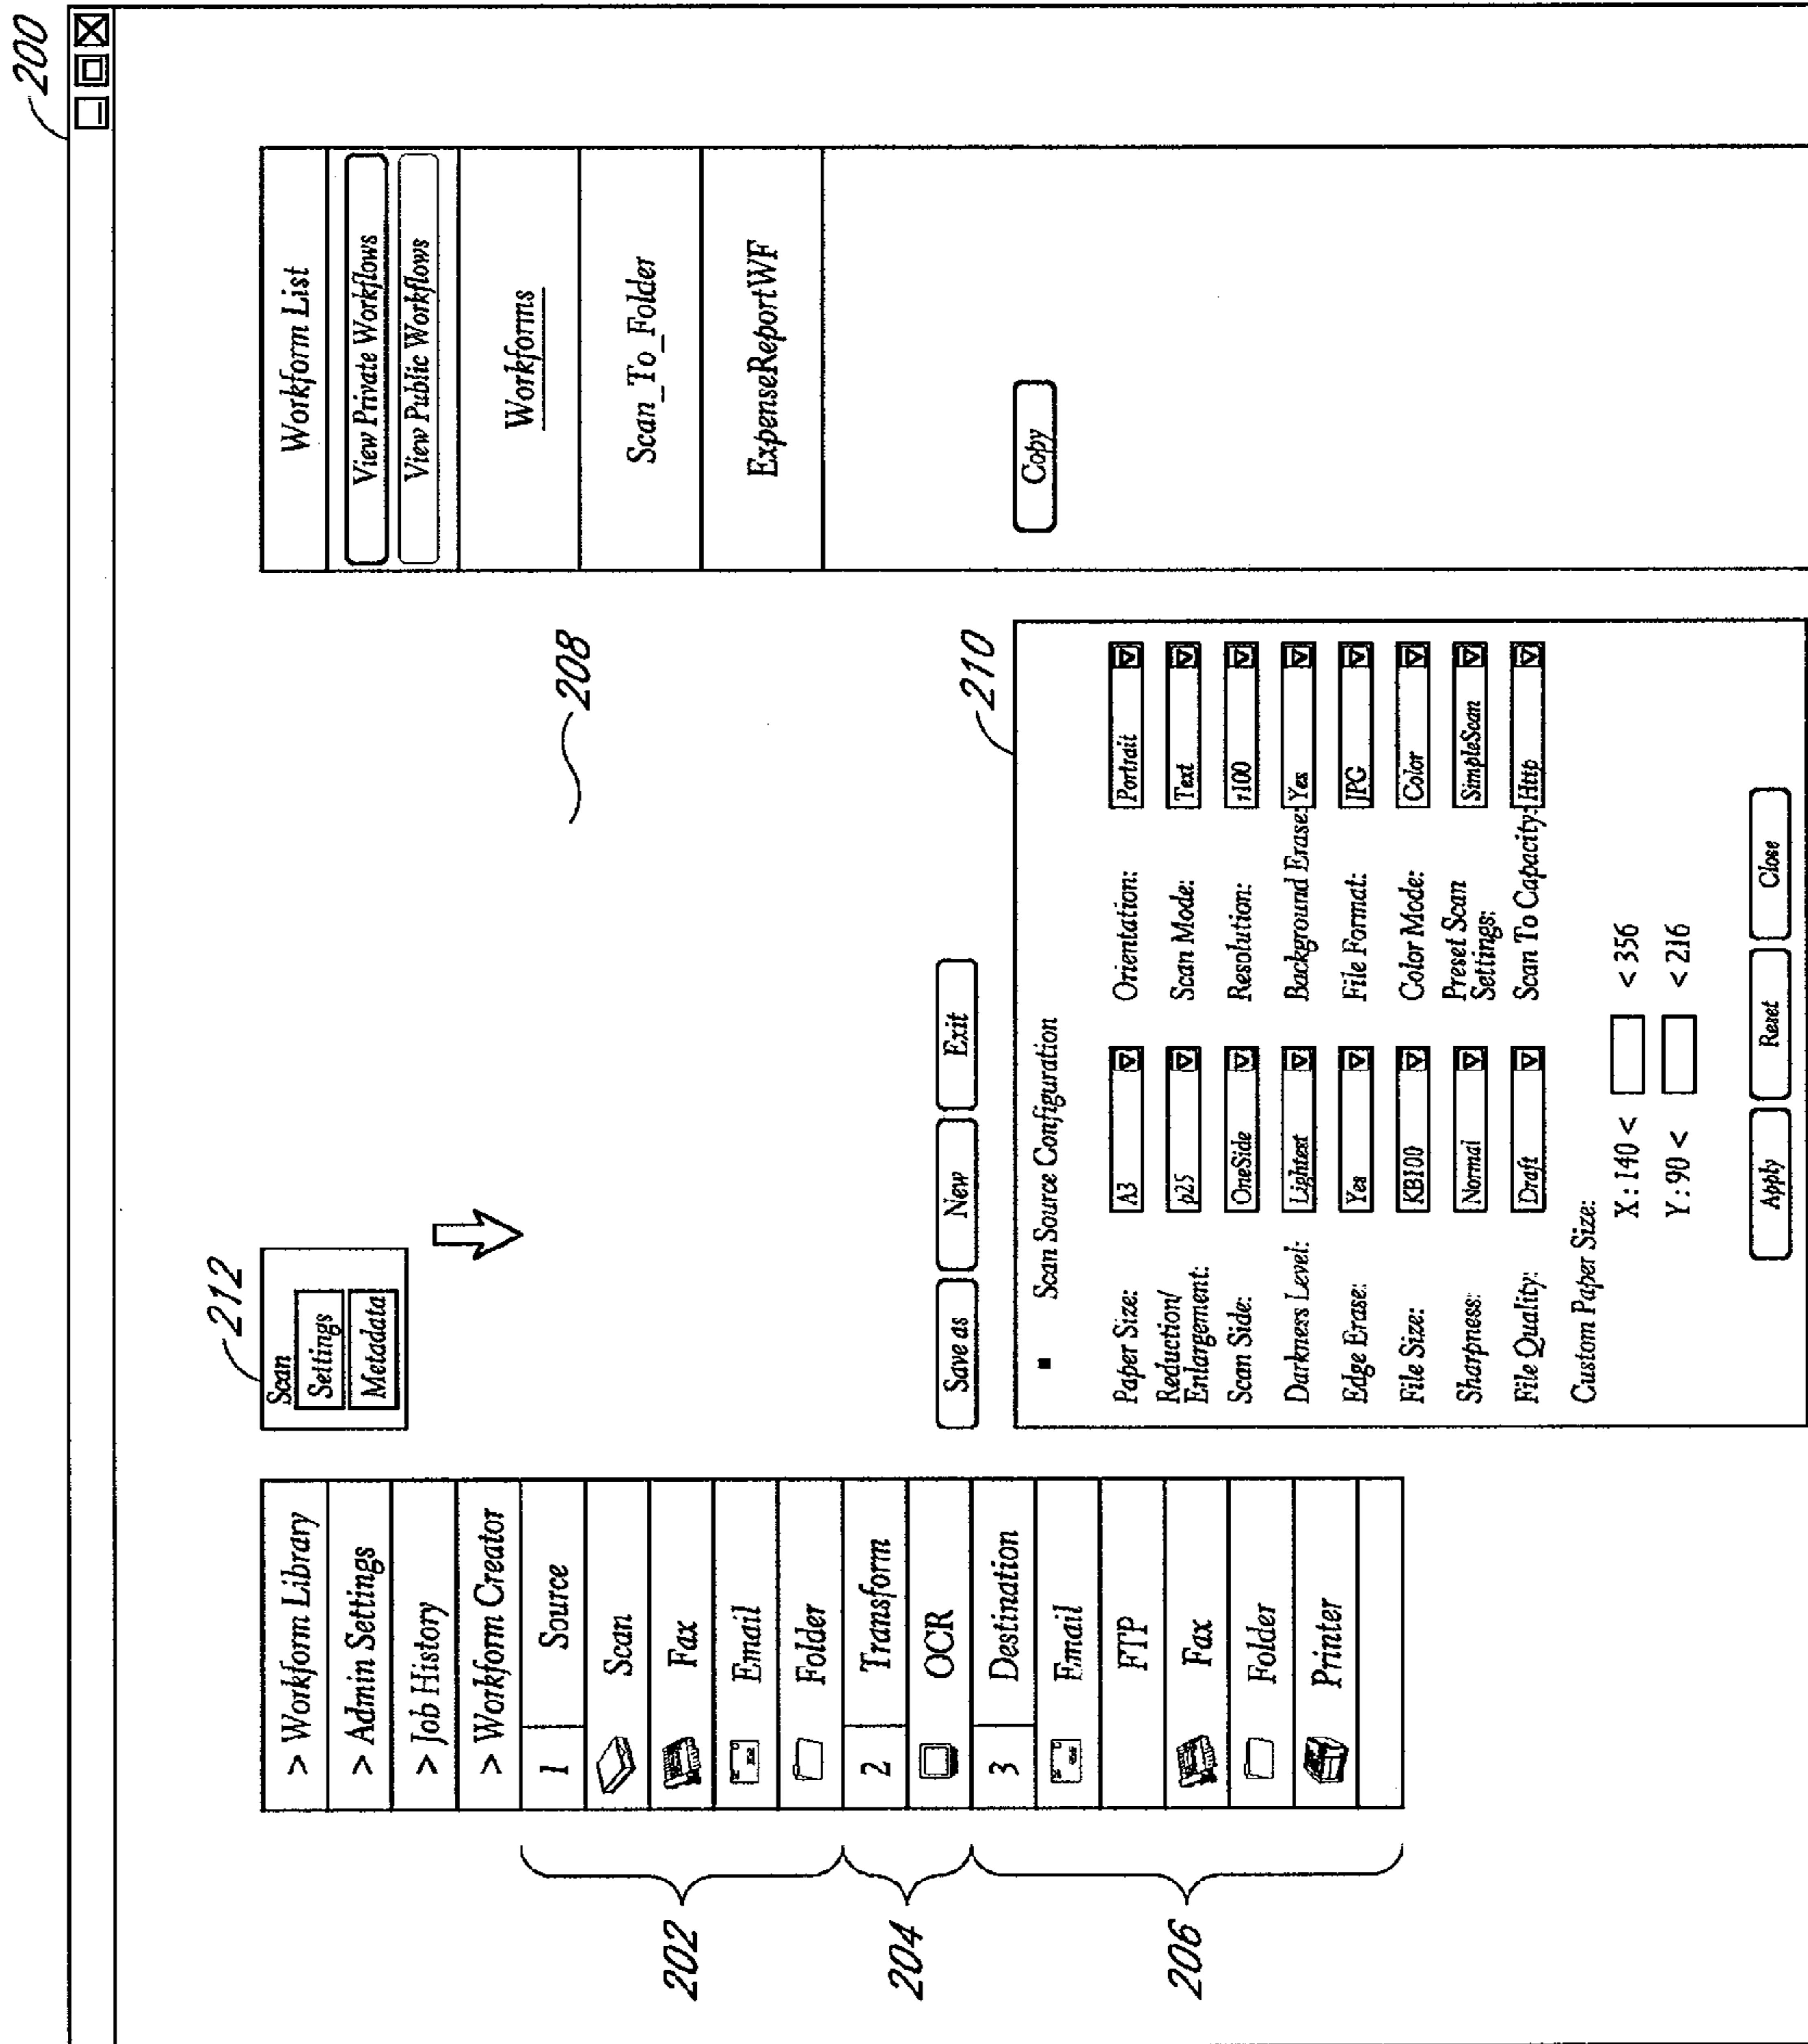 200
> Workform Library
> Admin Settings
> Job History
> Workform Creator
1 Source
Scan
Fax
Email
Folder
2 Transform
OCR
3 Destination
Email
FTP
Fax
Folder
Printer
202
204
206
212
Scan
Settings
Metadata
208
Save as New Exit
210
▪ Scan Source Configuration
Paper Size: A3 Orientation: Portrait
Reduction/
Enlargement: p25 Scan Mode: Text
Scan Side: OneSide Resolution: r100
Darkness Level: Lightest Background Erase: Yes
Edge Erase: Yes File Format: JPG
File Size: KB100 Color Mode: Color
Sharpness: Normal Preset Scan
Settings: SimpleScan
File Quality: Draft Scan To Capacity: Http
Custom Paper Size:
X: 140 < < 356
Y: 90 < < 216
Apply Reset Close
Workform List
View Private Workflows
View Public Workflows
Workforms
Scan_To_Folder
ExpenseReportWF
Copy